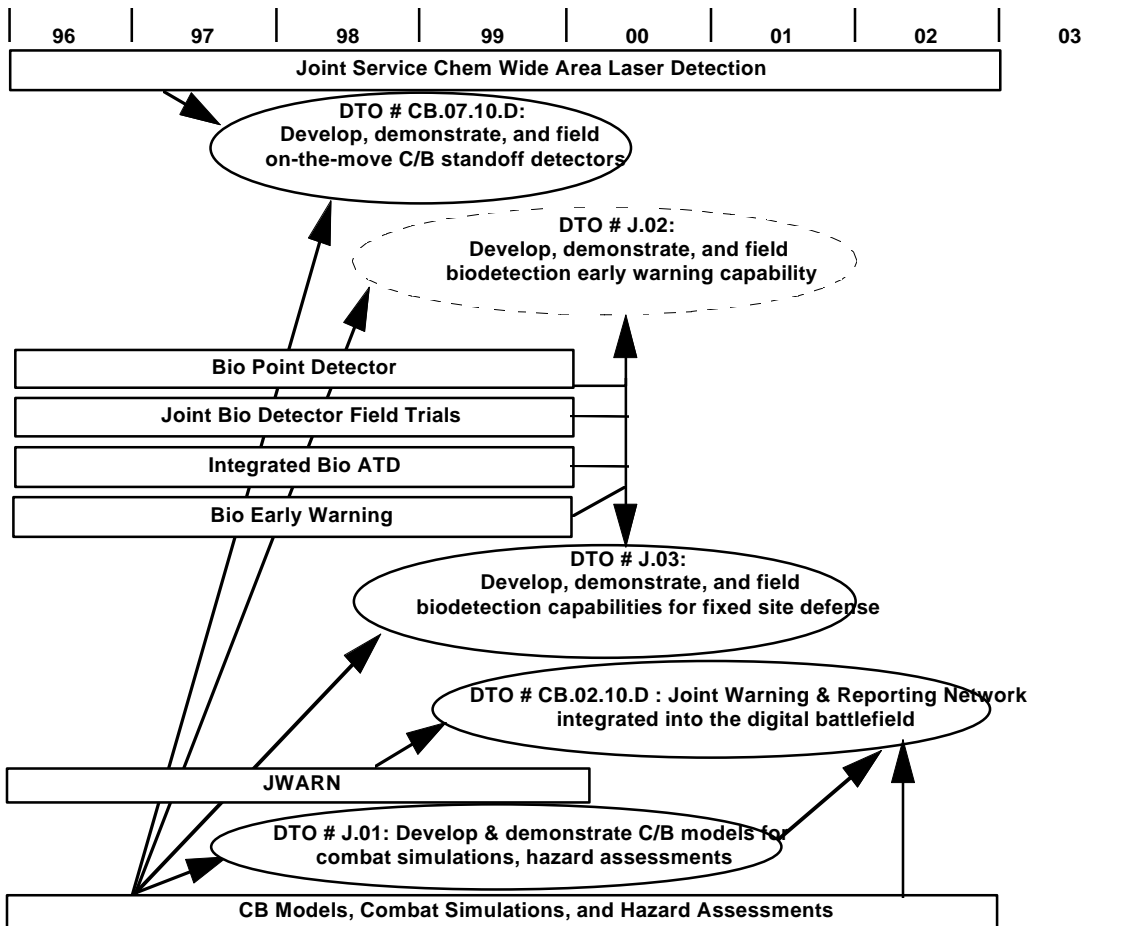 96 97 98 99 00 01 02 03
Joint Service Chem Wide Area Laser Detection
DTO # CB.07.10.D:
Develop, demonstrate, and field
on-the-move C/B standoff detectors
DTO # J.02:
Develop, demonstrate, and field
biodetection early warning capability
Bio Point Detector
Joint Bio Detector Field Trials
Integrated Bio ATD
Bio Early Warning
DTO # J.03:
Develop, demonstrate, and field
biodetection capabilities for fixed site defense
DTO # CB.02.10.D : Joint Warning & Reporting Network
integrated into the digital battlefield
JWARN
DTO # J.01: Develop & demonstrate C/B models for
combat simulations, hazard assessments
CB Models, Combat Simulations, and Hazard Assessments